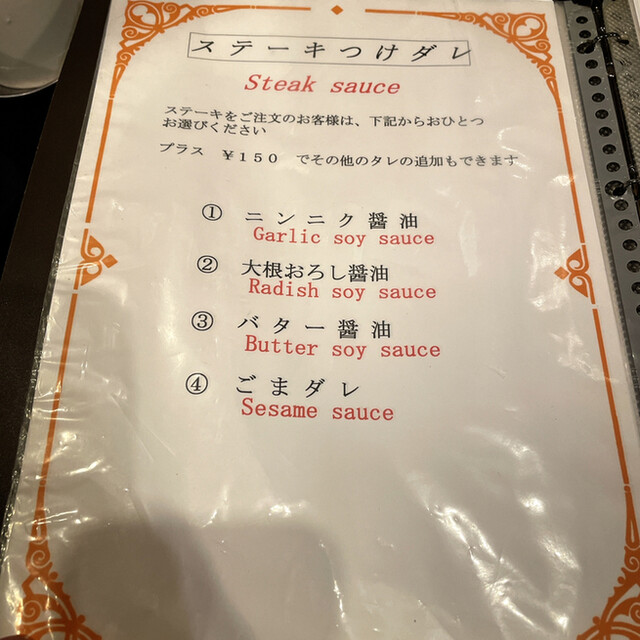 ステーキつけダレ
Steak sauce
ステーキをご注文のお客様は、下記からおひとつ
お選びください
プラス ￥１５０ でその他のタレの追加もできます
① ニンニク醤油
Garlic soy sauce
② 大根おろし醤油
Radish soy sauce
③ バター醤油
Butter soy sauce
④ ごまダレ
Sesame sauce